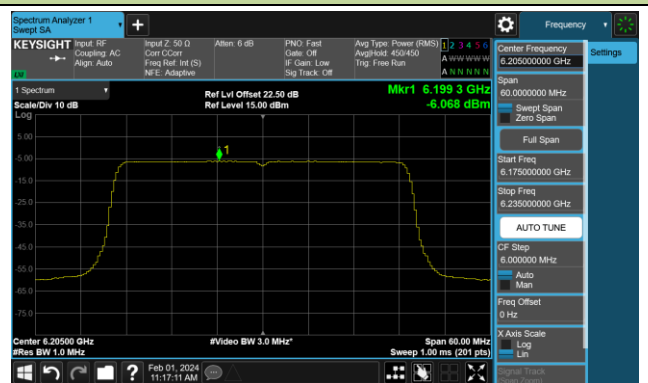 Spectrum Analyzer 1
Swept SA
+
Frequency
KEYSIGHT
Input: RF
Coupling: AC
Align: Auto
Input Z: 50 Ω
Corr CCorr
Freq Ref: Int (S)
NFE: Adaptive
Atten: 6 dB
PNO: Fast
Gate: Off
IF Gain: Low
Sig Track: Off
Avg Type: Power (RMS)
Avg|Hold: 450/450
Trig: Free Run
1 2 3 4 5 6
A W W W W W
A N N N N N
1 Spectrum
Scale/Div 10 dB
Log
Ref Lvl Offset 22.50 dB
Ref Level 15.00 dBm
Mkr1 6.199 3 GHz
-6.068 dBm
5.00
-5.00
-15.0
-25.0
-35.0
-45.0
-55.0
-65.0
-75.0
1
Center 6.20500 GHz
#Res BW 1.0 MHz
#Video BW 3.0 MHz*
Span 60.00 MHz
Sweep 1.00 ms (201 pts)
Feb 01, 2024
11:17:11 AM
?
Center Frequency
6.205000000 GHz
Settings
Span
60.0000000 MHz
Swept Span
Zero Span
Full Span
Start Freq
6.175000000 GHz
Stop Freq
6.235000000 GHz
AUTO TUNE
CF Step
6.000000 MHz
Auto
Man
Freq Offset
0 Hz
X Axis Scale
Log
Lin
Signal Track